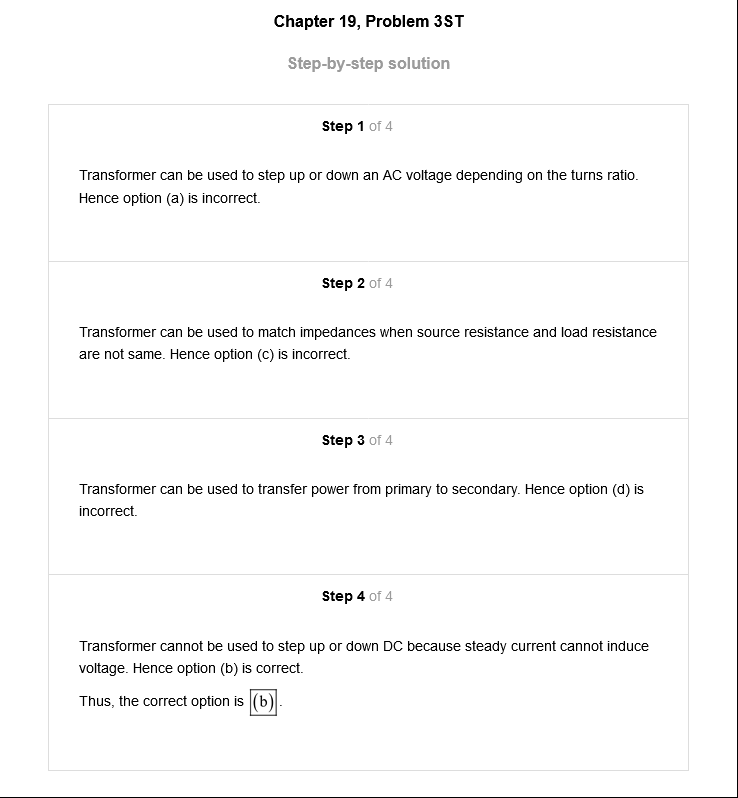 Chapter 19, Problem 3ST
Step-by-step solution
Step 1 of 4
Transformer can be used to step up or down an AC voltage depending on the turns ratio.
Hence option (a) is incorrect.
Step 2 of 4
Transformer can be used to match impedances when source resistance and load resistance
are not same. Hence option (c) is incorrect.
Step 3 of 4
Transformer can be used to transfer power from primary to secondary. Hence option (d) is
incorrect.
Step 4 of 4
Transformer cannot be used to step up or down DC because steady current cannot induce
voltage. Hence option (b) is correct.
Thus, the correct option is (b).